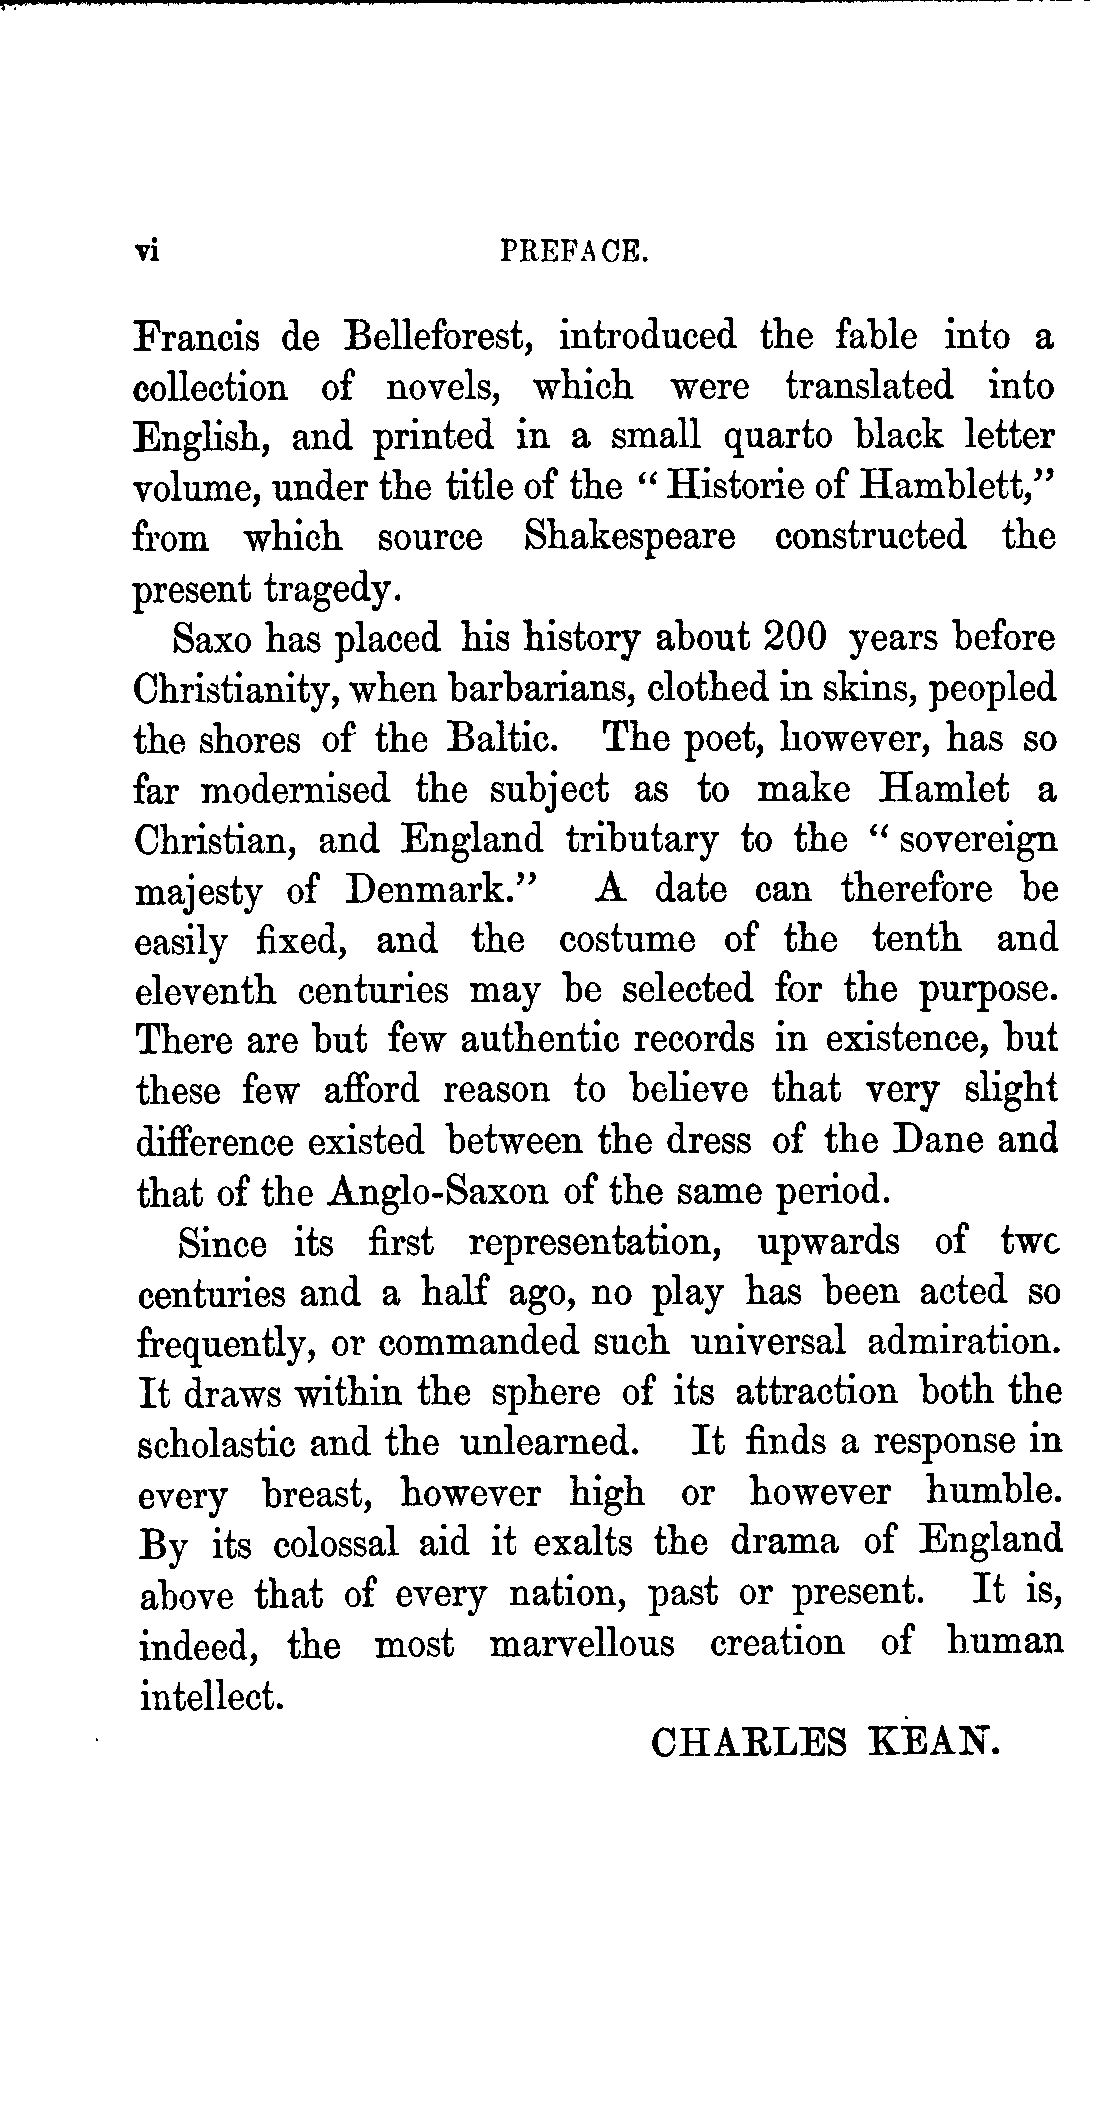 vi PREFACE.
Francis de Belleforest, introduced the fable into a
collection of novels, which were translated into
English, and printed in a small quarto black letter
volume, under the title of the “ Historie of Hamblett,”
from which source Shakespeare constructed the
present tragedy.
Saxo has placed his history about 200 years before
Christianity, when barbarians, clothed in skins, peopled
the shores of the Baltic. The poet, however, has so
far modernised the subject as to make Hamlet a
Christian, and England tributary to the “ sovereign
majesty of Denmark.” A date can therefore be
easily fixed, and the costume of the tenth and
eleventh centuries may be selected for the purpose.
There are but few authentic records in existence, but
these few afford reason to believe that very slight
difference existed between the dress of the Dane and
that of the Anglo-Saxon of the same period.
Since its first representation, upwards of two
centuries and a half ago, no play has been acted so
frequently, or commanded such universal admiration.
It draws within the sphere of its attraction both the
scholastic and the unlearned. It finds a response in
every breast, however high or however humble.
By its colossal aid it exalts the drama of England
above that of every nation, past or present. It is,
indeed, the most marvellous creation of human
intellect.
CHARLES KEAN.